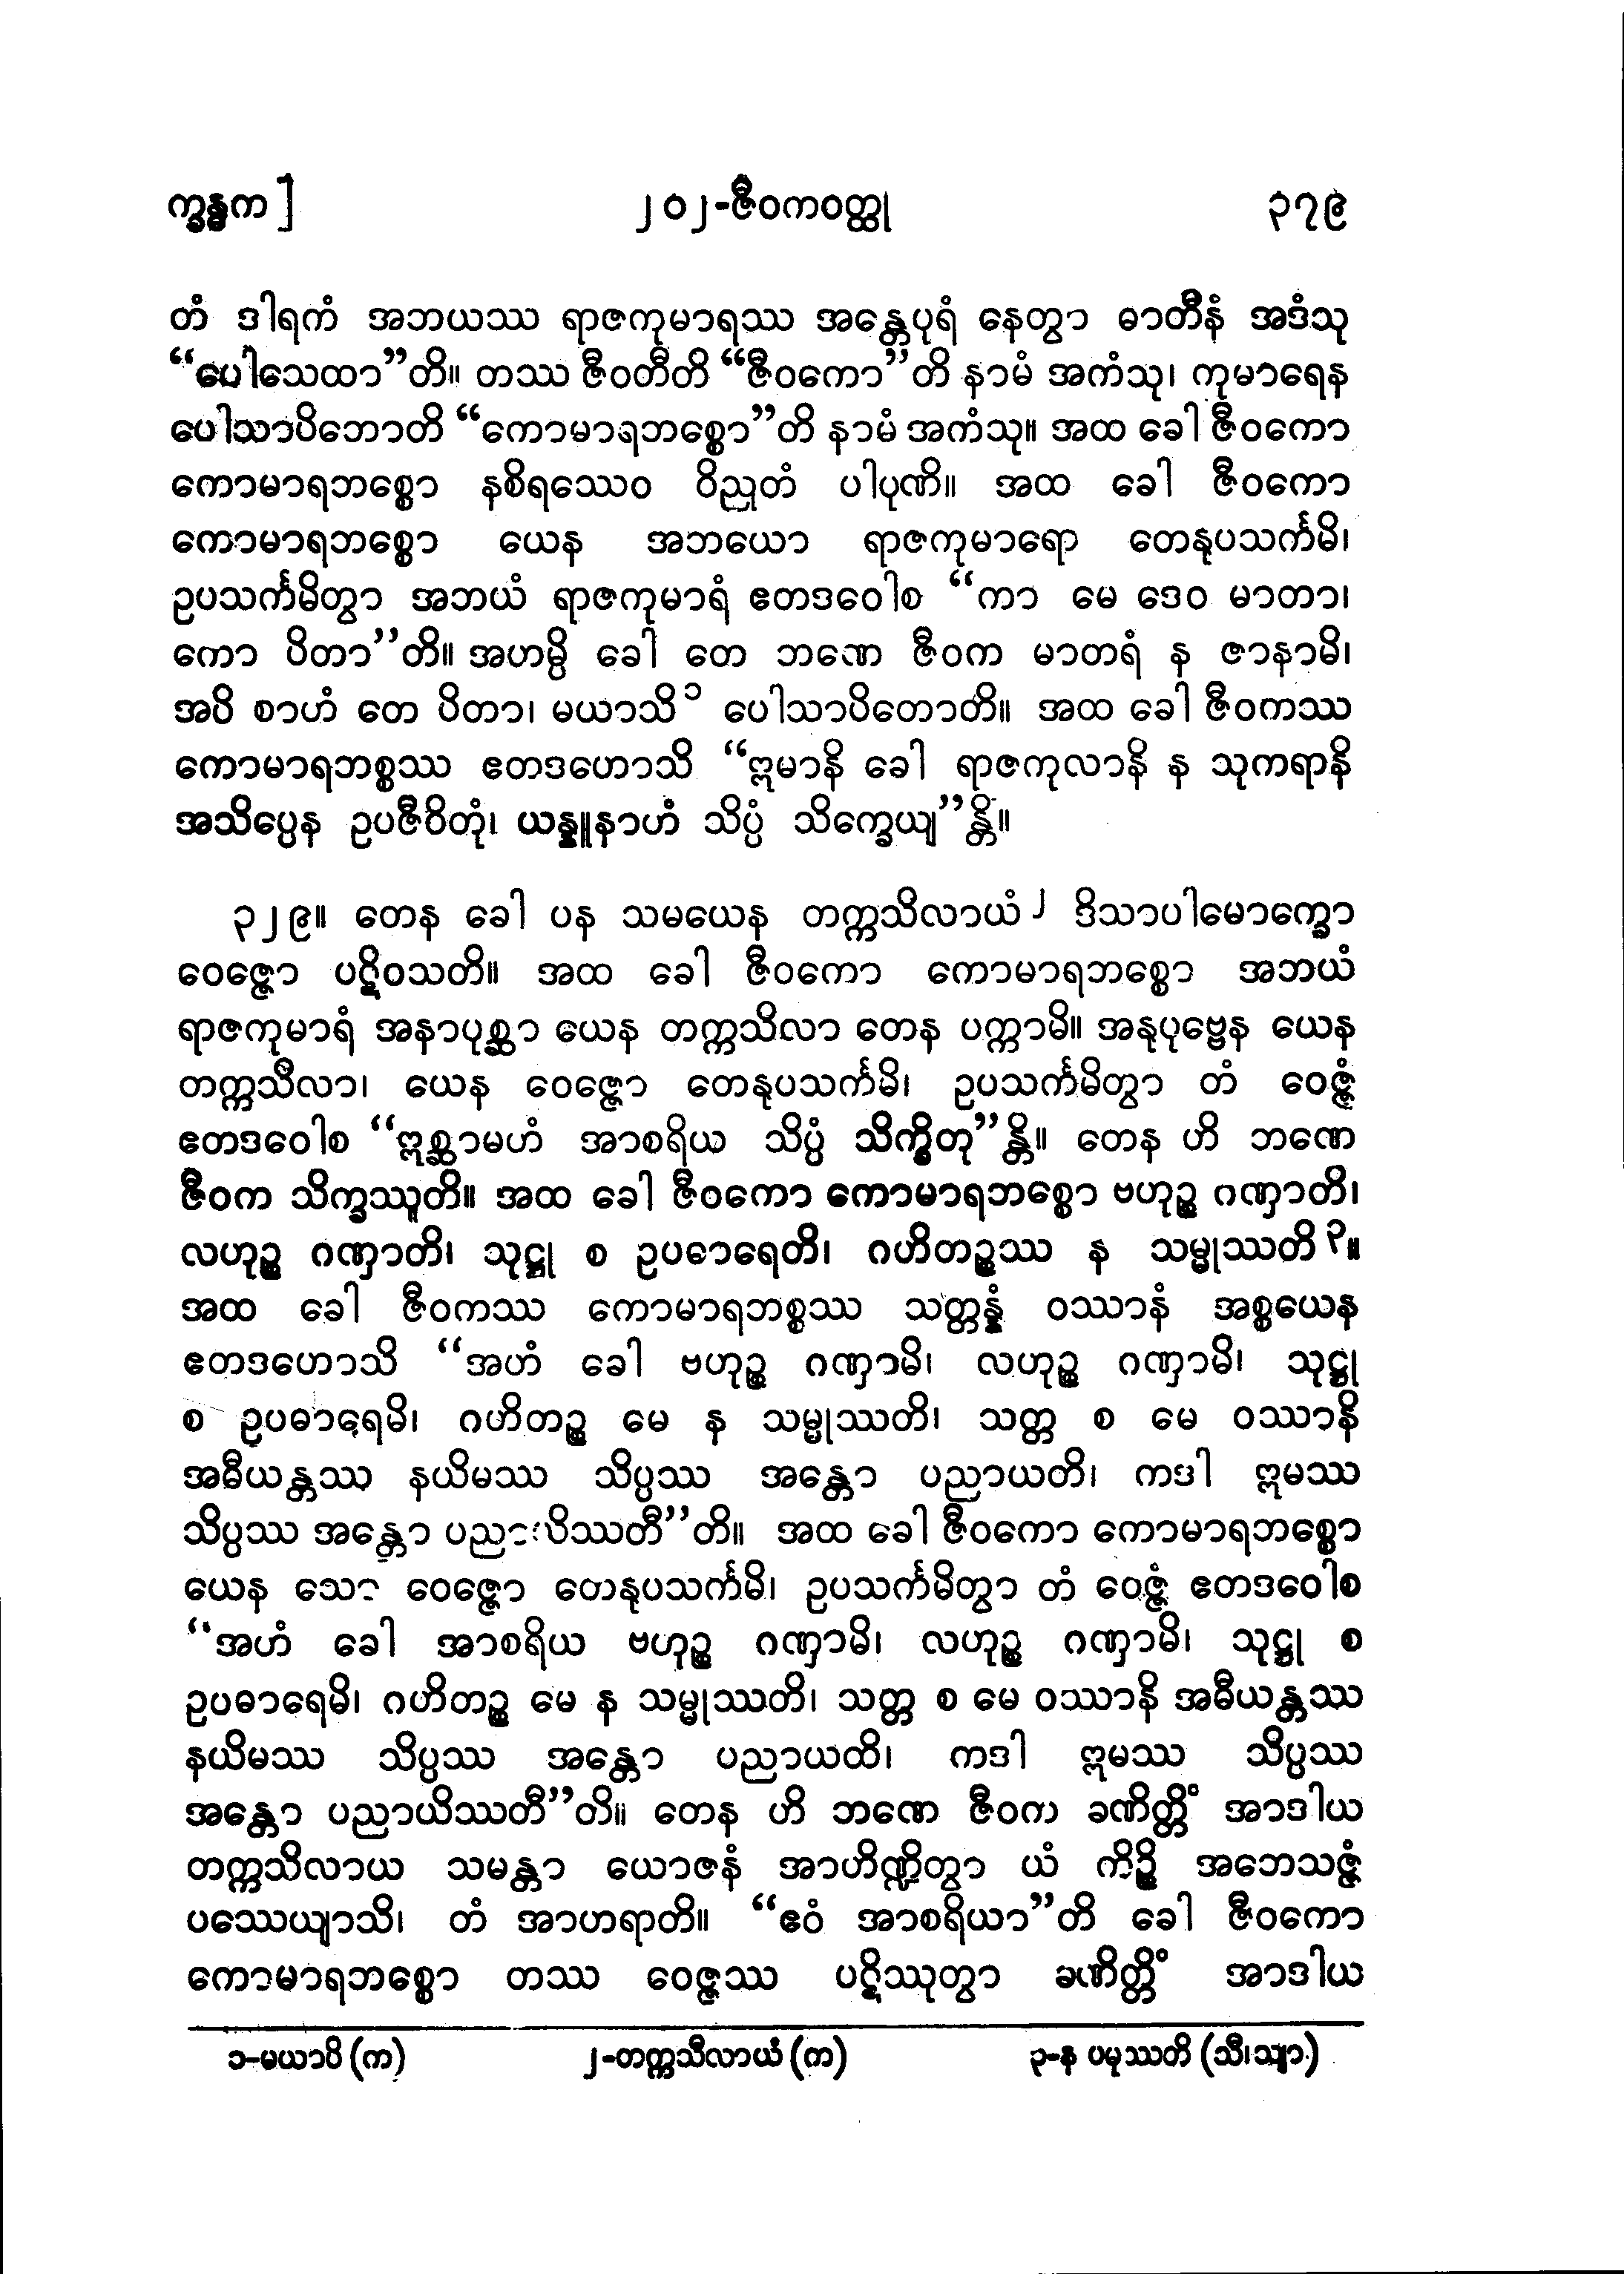 က္ခန္ဓက ] ၂၀၂-ဇီဝကဝတ္ထု ၃၇၉
တံ ဒါရကံ အဘယဿ ရာဇကုမာရဿ အန္တေပုရံ နေတွာ ဓာတီနံ အဒံသု
“ပေါသေထာ”တိ။ တဿ ဇီဝတီတိ “ဇီဝကော”တိ နာမံ အကံသု၊ ကုမာရေန
ပေါသာပိဘောတိ “ကောမာရဘစ္စော”တိ နာမံ အကံသု။ အထ ခေါ ဇီဝကော
ကောမာရဘစ္စော နစိရဿေဝ ဝိညုတံ ပါပုဏိ။ အထ ခေါ ဇီဝကော
ကောမာရဘစ္စော ယေန အဘယော ရာဇကုမာရော တေနုပသင်္ကမိ၊
ဥပသင်္ကမိတွာ အဘယံ ရာဇကုမာရံ ဧတဒဝေါစ “ကာ မေ ဒေဝ မာတာ၊
ကော ပိတာ”တိ။ အဟမ္ပိ ခေါ တေ ဘဏေ ဇီဝက မာတရံ န ဇာနာမိ၊
အပိ စာဟံ တေ ပိတာ၊ မယာသိ ၁ ပေါသာပိတောတိ။ အထ ခေါ ဇီဝကဿ
ကောမာရဘစ္စဿ ဧတဒဟောသိ “ဣမာနိ ခေါ ရာဇကုလာနိ န သုကရာနိ
အသိပ္ပေန ဥပဇီဝိတုံ၊ ယန္နူနာဟံ သိပ္ပံ သိက္ခေယျ”န္တိ။
၃၂၉။ တေန ခေါ ပန သမယေန တက္ကသိလာယံ ၂ ဒိသာပါမောက္ခော
ဝေဇ္ဇော ပဋိဝသတိ။ အထ ခေါ ဇီဝကော ကောမာရဘစ္စော အဘယံ
ရာဇကုမာရံ အနာပုစ္ဆာ ယေန တက္ကသိလာ တေန ပက္ကာမိ။ အနုပုဗ္ဗေန ယေန
တက္ကသီလာ၊ ယေန ဝေဇ္ဇော တေနုပသင်္ကမိ၊ ဥပသင်္ကမိတွာ တံ ဝေဇ္ဇံ
ဧတဒဝေါစ “ဣစ္ဆာမဟံ အာစရိယ သိပ္ပံ သိက္ခိတု”န္တိ။ တေန ဟိ ဘဏေ
ဇီဝက သိက္ခဿူတိ။ အထ ခေါ ဇီဝကော ကောမာရဘစ္စော ဗဟုဉ္စ ဂဏှာတိ၊
လဟုဉ္စ ဂဏှာတိ၊ သုဋ္ဌု စ ဥပဓာရေတိ၊ ဂဟိတဉ္စဿ န သမ္မုဿတိ ၃။
အထ ခေါ ဇီဝကဿ ကောမာရဘစ္စဿ သတ္တန္နံ ဝဿာနံ အစ္စယေန
ဧတဒဟောသိ “အဟံ ခေါ ဗဟုဉ္စ ဂဏှာမိ၊ လဟုဉ္စ ဂဏှာမိ၊ သုဋ္ဌု
စ ဥပဓာရေမိ၊ ဂဟိတဉ္စ မေ န သမ္မုဿတိ၊ သတ္တ စ မေ ဝဿာနိ
အဓီယန္တဿ နယိမဿ သိပ္ပဿ အန္တော ပညာယတိ၊ ကဒါ ဣမဿ
သိပ္ပဿ အန္တော ပညာယိဿတီ”တိ။ အထ ခေါ ဇီဝကော ကောမာရဘစ္စော
ယေန သော ဝေဇ္ဇော တေနုပသင်္ကမိ၊ ဥပသင်္ကမိတွာ တံ ဝေဇ္ဇံ ဧတဒဝေါစ
“အဟံ ခေါ အာစရိယ ဗဟုဉ္စ ဂဏှာမိ၊ လဟုဉ္စ ဂဏှာမိ၊ သုဋ္ဌု စ
ဥပဓာရေမိ၊ ဂဟိတဉ္စ မေ န သမ္မုဿတိ၊ သတ္တ စ မေ ဝဿာနိ အဓီယန္တဿ
နယိမဿ သိပ္ပဿ အန္တော ပညာယထိ၊ ကဒါ ဣမဿ သိပ္ပဿ
အန္တော ပညာယိဿတီ”တိ။ တေန ဟိ ဘဏေ ဇီဝက ခဏိတ္တိံ အာဒါယ
တက္ကသိလာယ သမန္တာ ယောဇနံ အာဟိဏ္ဍိတွာ ယံ ကိဉ္စိ အဘေသဇ္ဇံ
ပဿေယျာသိ၊ တံ အာဟရာတိ။ “ဧဝံ အာစရိယာ”တိ ခေါ ဇီဝကော
ကောမာရဘစ္စော တဿ ဝေဇ္ဇဿ ပဋိဿုတွာ ခဏိတ္တိံ အာဒါယ
၁-မယာပိ (က) ၂-တက္ကသီလာယံ (က) ၃-န ပမုဿတိ (သီ၊သျာ)